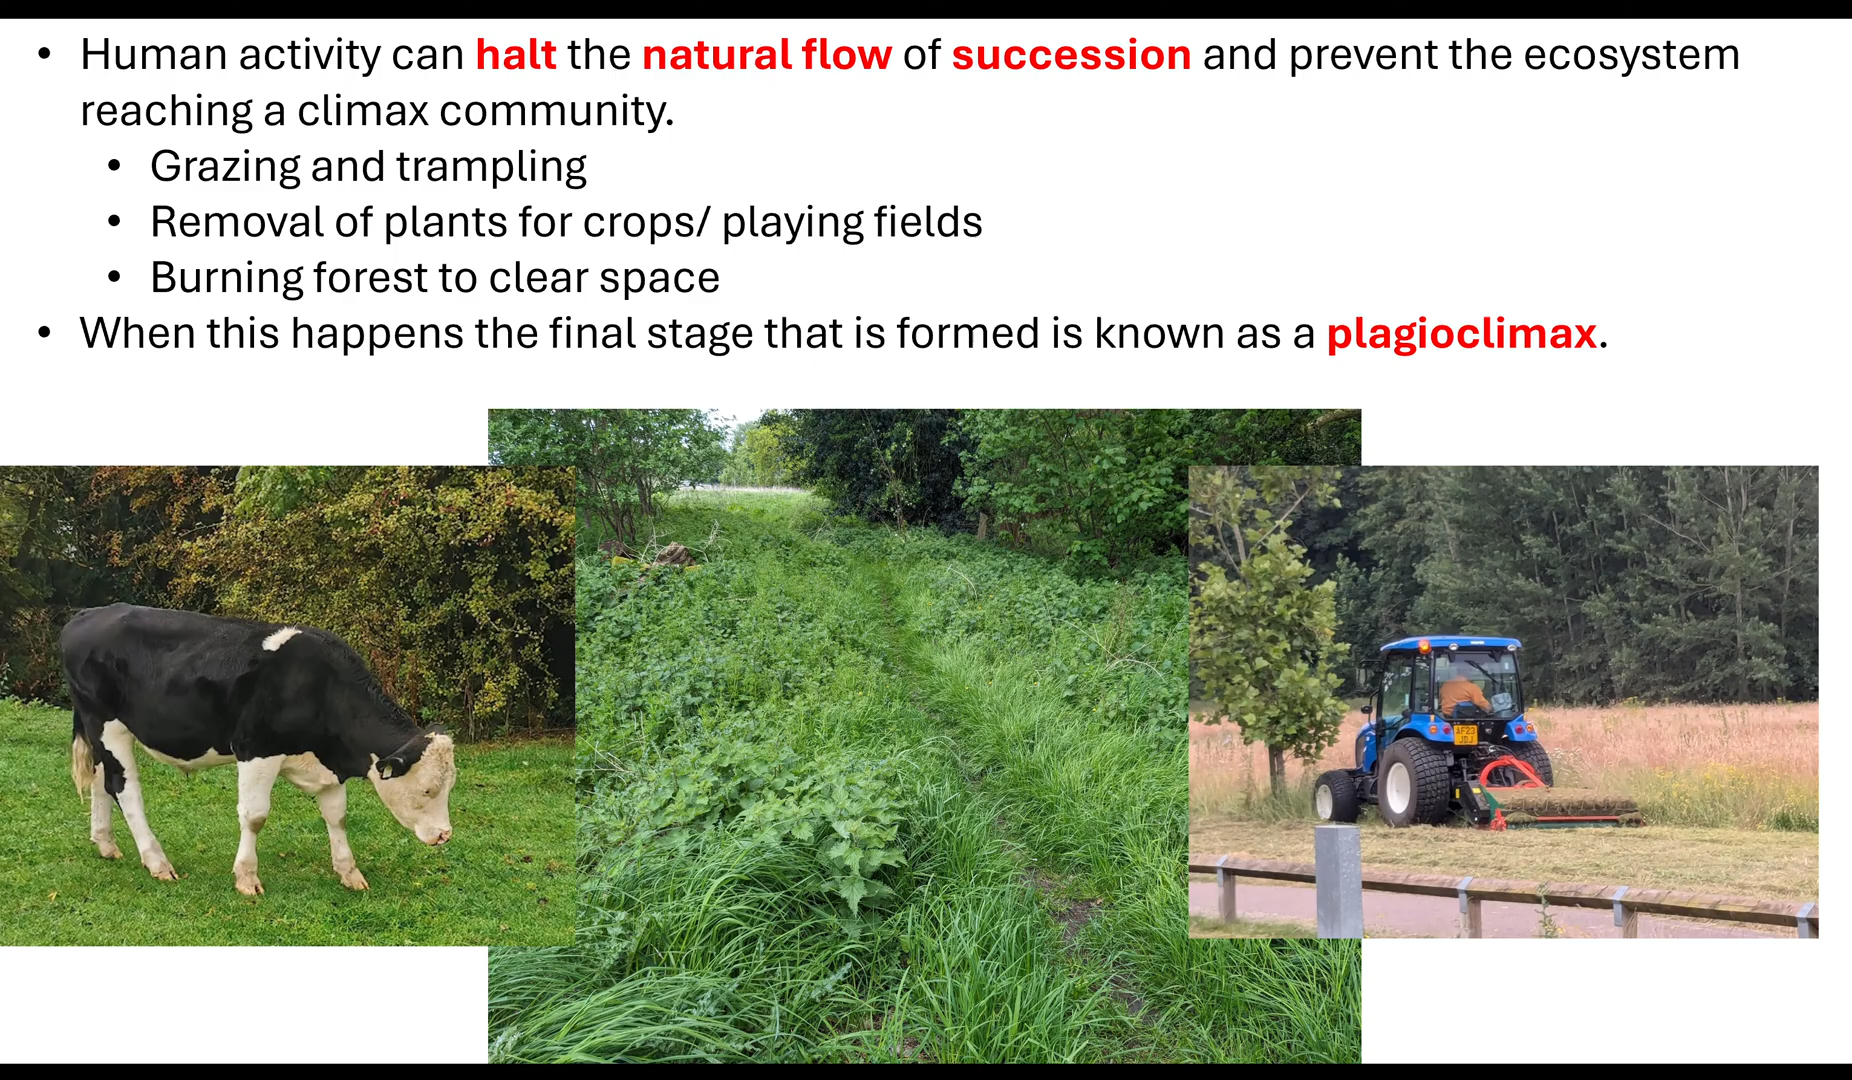 • Human activity can halt the natural flow of succession and prevent the ecosystem
reaching a climax community.
• Grazing and trampling
• Removal of plants for crops/ playing fields
• Burning forest to clear space
• When this happens the final stage that is formed is known as a plagioclimax.
AF23
JDJ